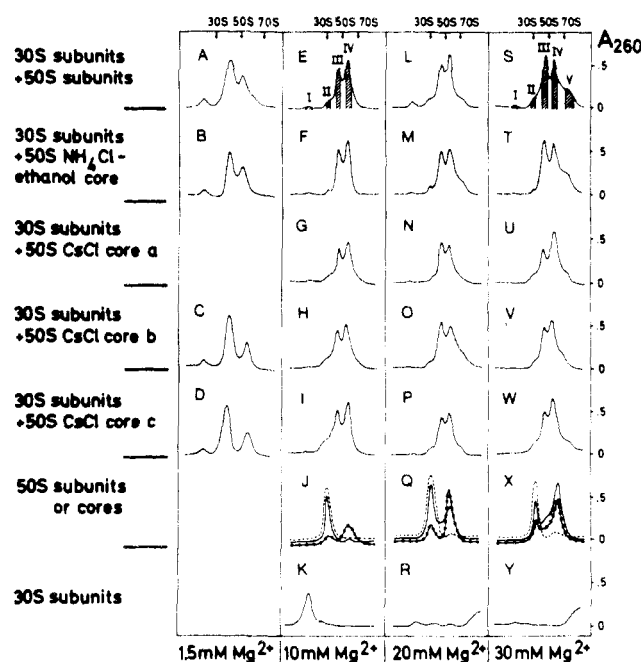 30S 50S 70S 30S 50S 70S 30S 50S 70S 30S 50S 70S
A260
30S subunits
+50S subunits
A E L S
I II III IV
I II III IV V
.5
0
30S subunits
+50S NH4Cl-
ethanol core
B F M T
.5
0
30S subunits
+50S CsCl core a
G N U
.5
0
30S subunits
+50S CsCl core b
C H O V
.5
0
30S subunits
+50S CsCl core c
D I P W
.5
0
50S subunits
or cores
J Q X
.5
0
30S subunits
K R Y
.5
0
1,5mM Mg2+ 10mM Mg2+ 20mM Mg2+ 30mM Mg2+